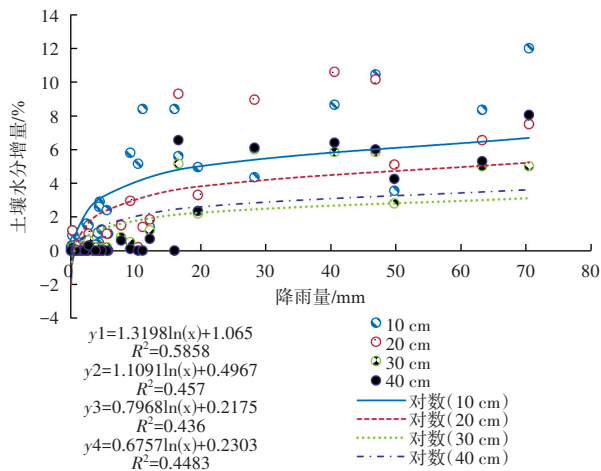 14
12
10
8
6
4
2
0
−2
−4
土壤水分增量/%
0 10 20 30 40 50 60 70 80
降雨量/mm
y1=1.3198ln(x)+1.065
R²=0.5858
y2=1.1091ln(x)+0.4967
R²=0.457
y3=0.7968ln(x)+0.2175
R²=0.436
y4=0.6757ln(x)+0.2303
R²=0.4483
10 cm
20 cm
30 cm
40 cm
对数(10 cm)
对数(20 cm)
对数(30 cm)
对数(40 cm)